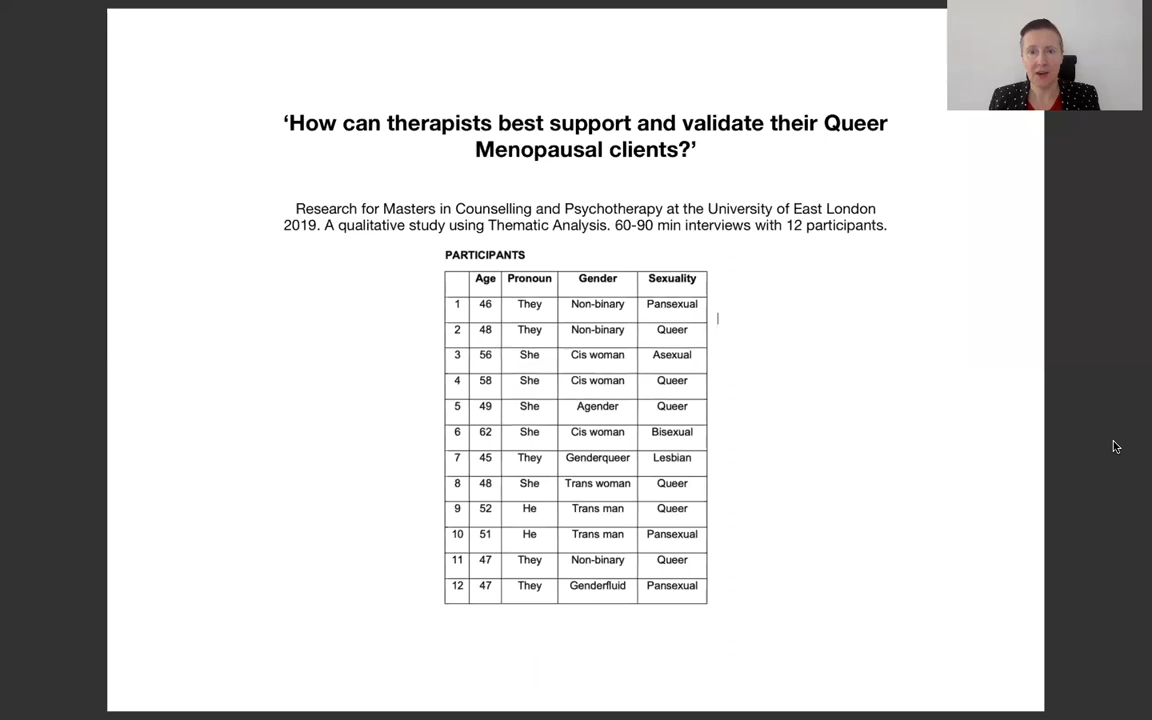 ‘How can therapists best support and validate their Queer
Menopausal clients?’
Research for Masters in Counselling and Psychotherapy at the University of East London
2019. A qualitative study using Thematic Analysis. 60-90 min interviews with 12 participants.
PARTICIPANTS
Age Pronoun Gender Sexuality
1 46 They Non-binary Pansexual
2 48 They Non-binary Queer
3 56 She Cis woman Asexual
4 58 She Cis woman Queer
5 49 She Agender Queer
6 62 She Cis woman Bisexual
7 45 They Genderqueer Lesbian
8 48 She Trans woman Queer
9 52 He Trans man Queer
10 51 He Trans man Pansexual
11 47 They Non-binary Queer
12 47 They Genderfluid Pansexual